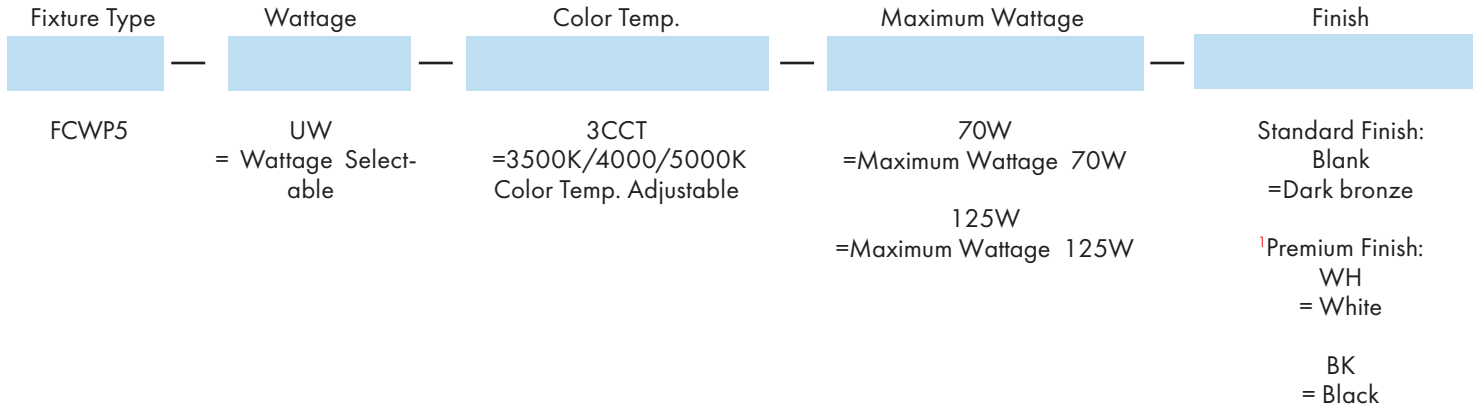 Fixture Type Wattage Color Temp. Maximum Wattage Finish
— — — —
FCWP5
UW
= Wattage Select-
able
3CCT
=3500K/4000/5000K
Color Temp. Adjustable
70W
=Maximum Wattage 70W
125W
=Maximum Wattage 125W
Standard Finish:
Blank
=Dark bronze
¹Premium Finish:
WH
= White
BK
= Black